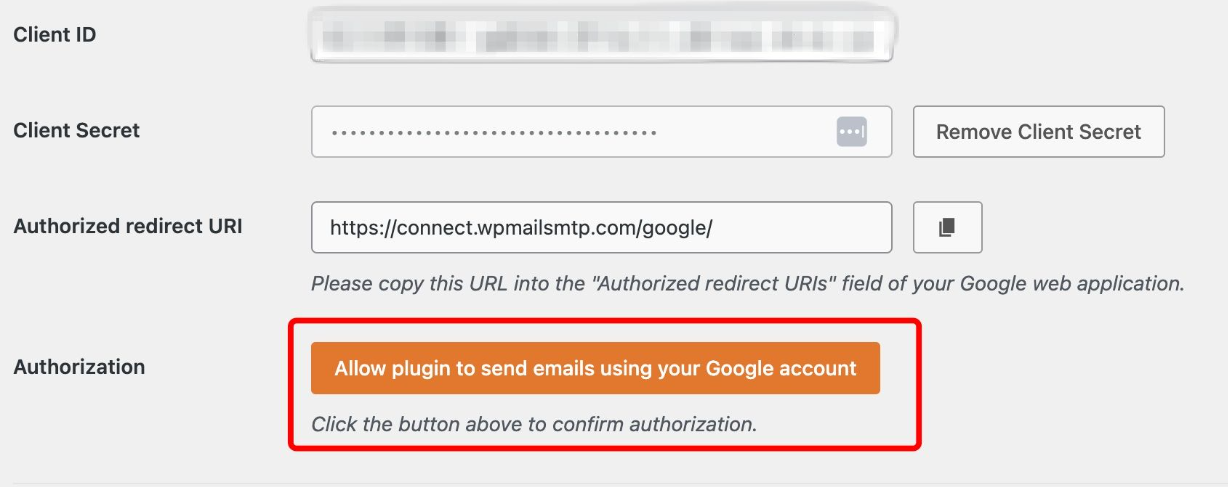 Client ID
Client Secret
Remove Client Secret
Authorized redirect URI
https://connect.wpmailsmtp.com/google/
Please copy this URL into the "Authorized redirect URIs" field of your Google web application.
Authorization
Allow plugin to send emails using your Google account
Click the button above to confirm authorization.